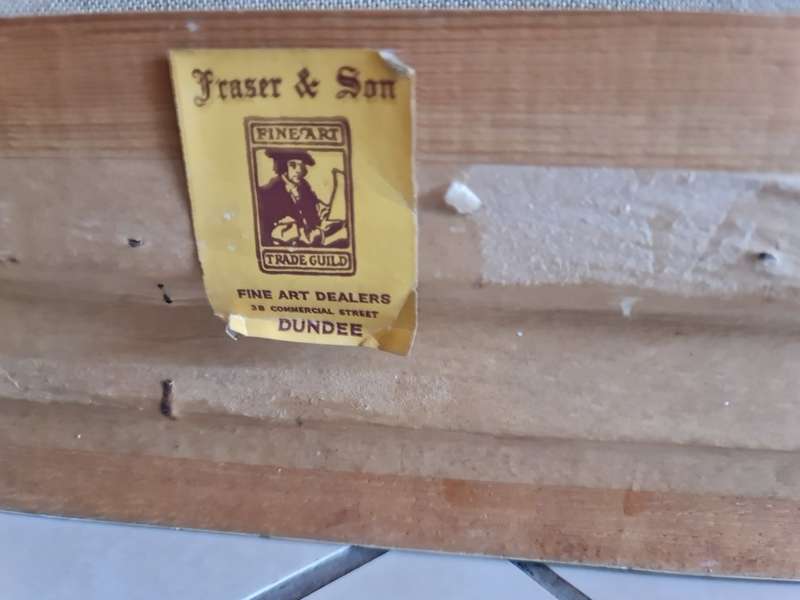 Fraser & Son
FINE ART
TRADE GUILD
FINE ART DEALERS
38 COMMERCIAL STREET
DUNDEE